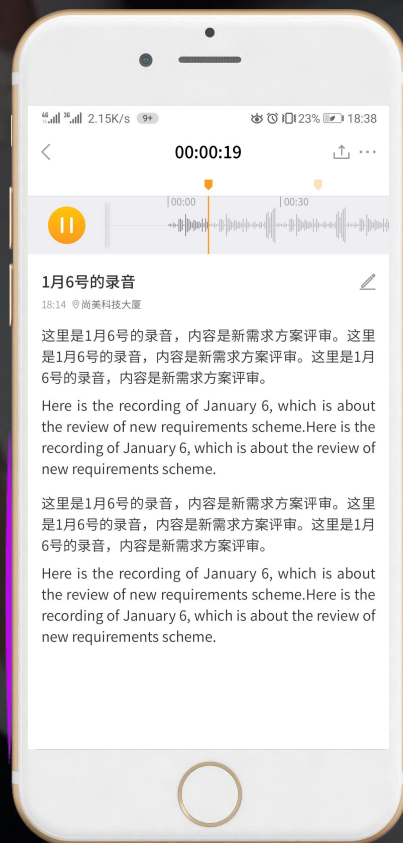 4G 3G 2.15K/s 9+ 23% 18:38
00:00:19
00:00 00:30
1月6号的录音
18:14 尚美科技大厦
这里是1月6号的录音，内容是新需求方案评审。这里
是1月6号的录音，内容是新需求方案评审。这里是1月
6号的录音，内容是新需求方案评审。
Here is the recording of January 6, which is about
the review of new requirements scheme.Here is the
recording of January 6, which is about the review of
new requirements scheme.
这里是1月6号的录音，内容是新需求方案评审。这里
是1月6号的录音，内容是新需求方案评审。这里是1月
6号的录音，内容是新需求方案评审。
Here is the recording of January 6, which is about
the review of new requirements scheme.Here is the
recording of January 6, which is about the review of
new requirements scheme.